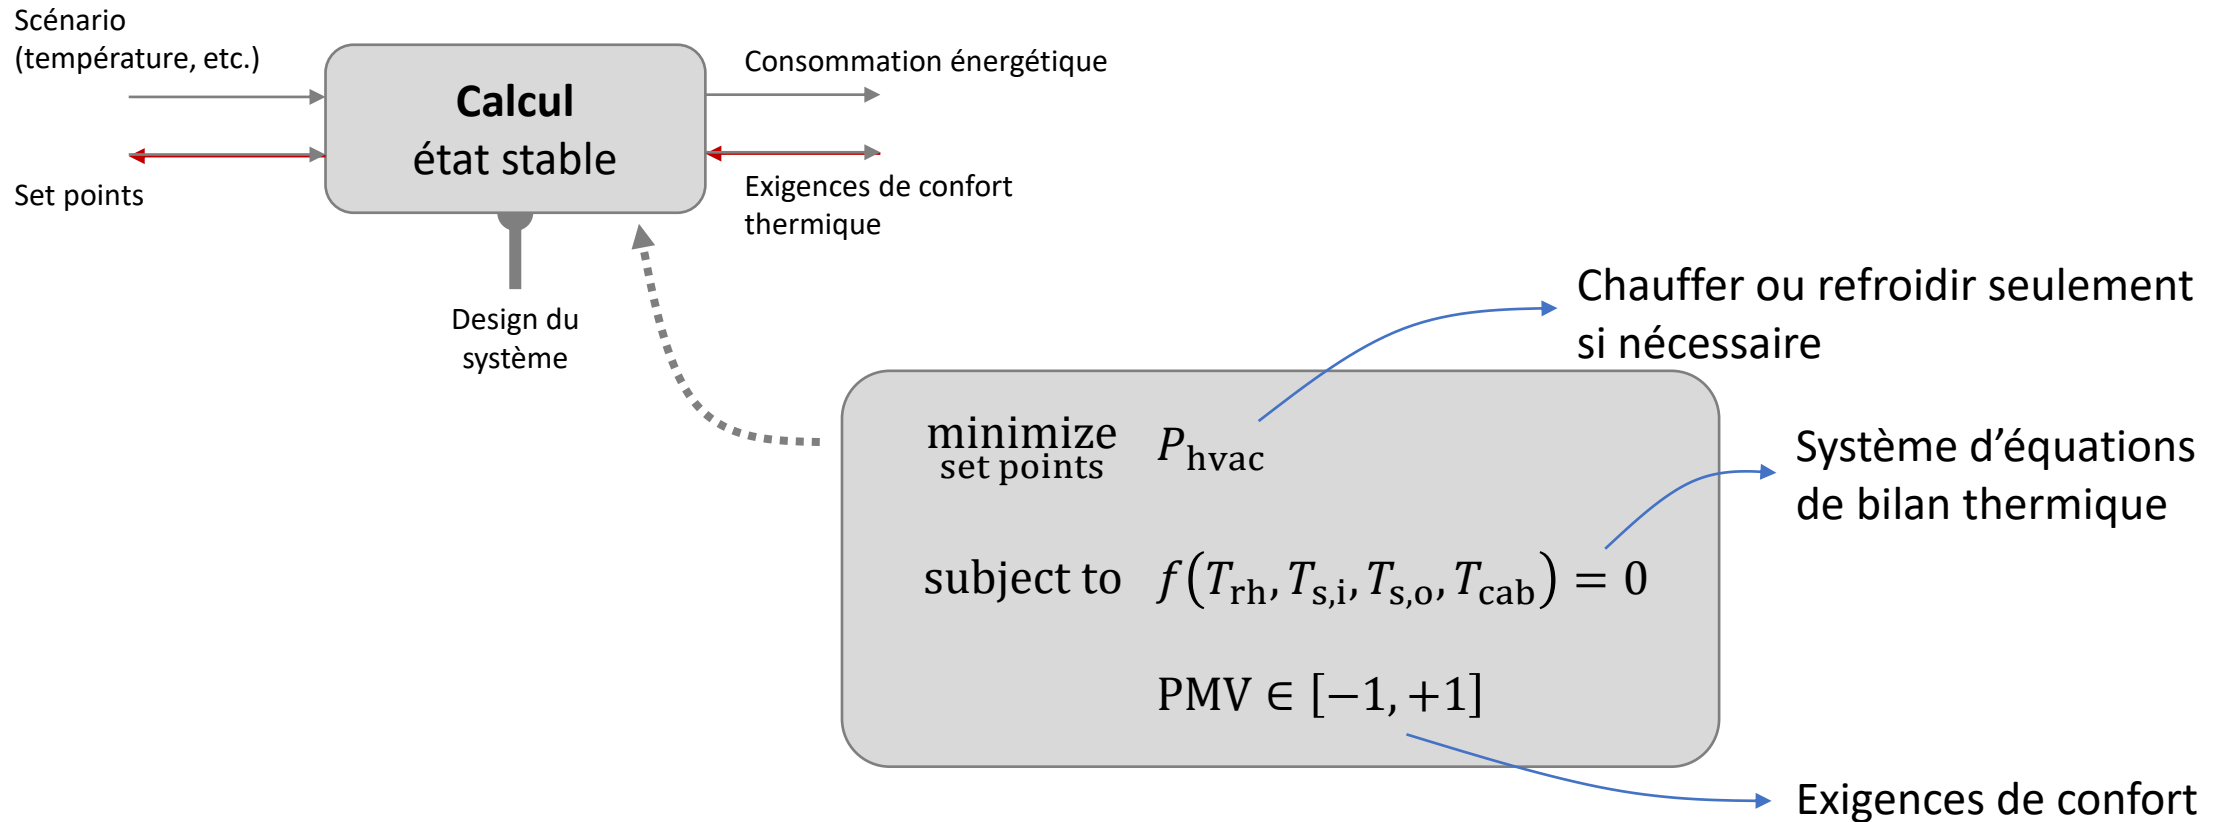 Scénario
(température, etc.)
Set points
Calcul
état stable
Consommation énergétique
Exigences de confort
thermique
Design du
système
Chauffer ou refroidir seulement
si nécessaire
minimize P_hvac
set points
Système d’équations
de bilan thermique
subject to f(T_rh, T_s,i, T_s,o, T_cab) = 0
PMV ∈ [−1, +1]
Exigences de confort